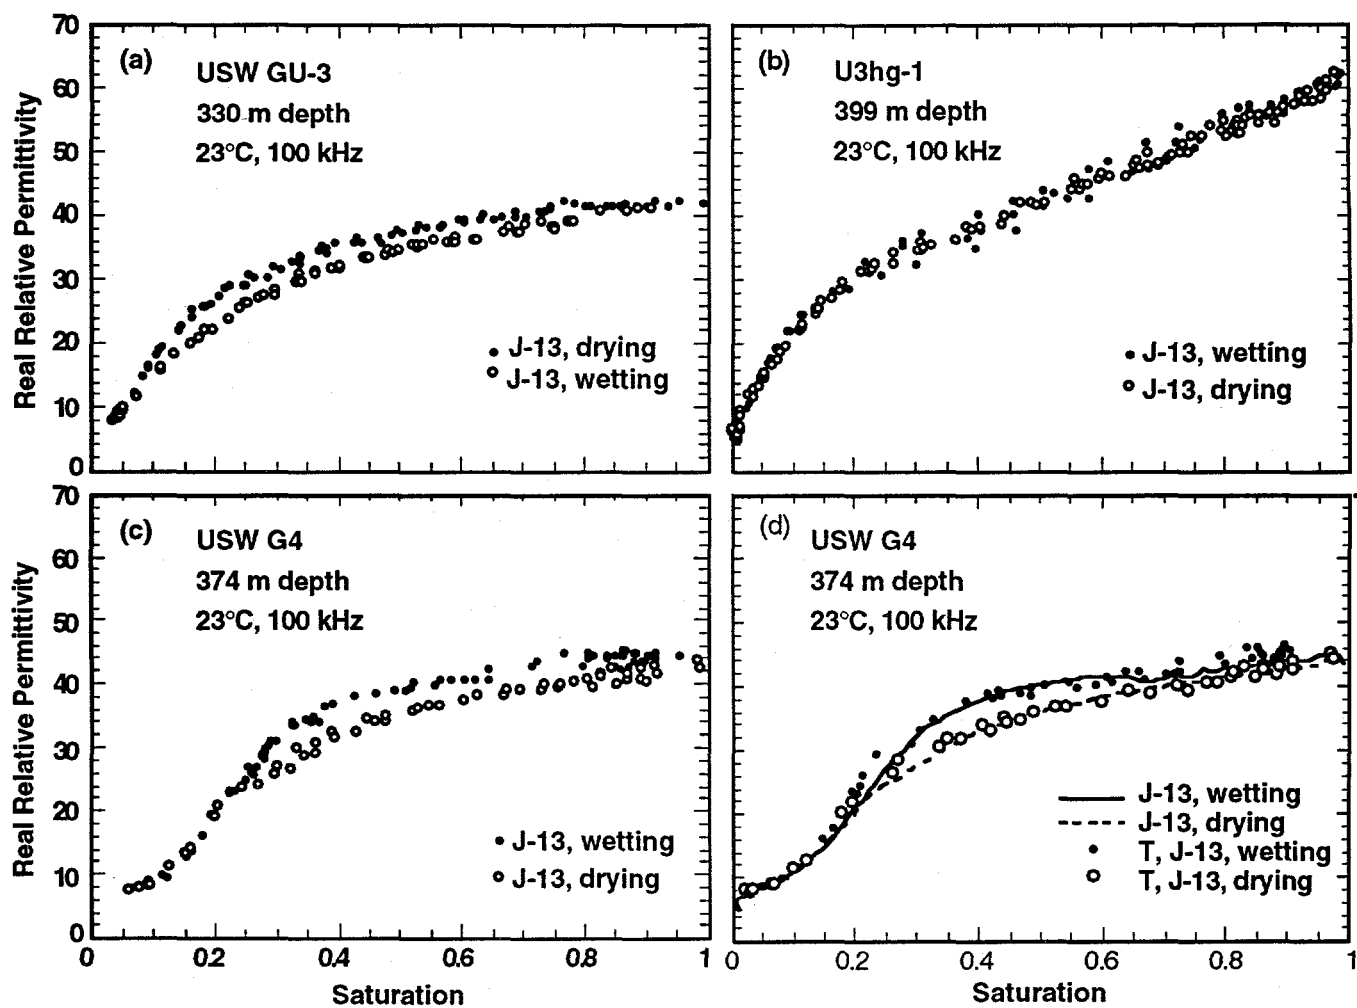 70
60
50
40
30
20
10
0
Real Relative Permittivity
(a)
USW GU-3
330 m depth
23°C, 100 kHz
J-13, drying
J-13, wetting
(b)
U3hg-1
399 m depth
23°C, 100 kHz
J-13, wetting
J-13, drying
70
60
50
40
30
20
10
0
Real Relative Permittivity
(c)
USW G4
374 m depth
23°C, 100 kHz
J-13, wetting
J-13, drying
0 0.2 0.4 0.6 0.8 1
Saturation
(d)
USW G4
374 m depth
23°C, 100 kHz
J-13, wetting
J-13, drying
T, J-13, wetting
T, J-13, drying
0 0.2 0.4 0.6 0.8 1
Saturation